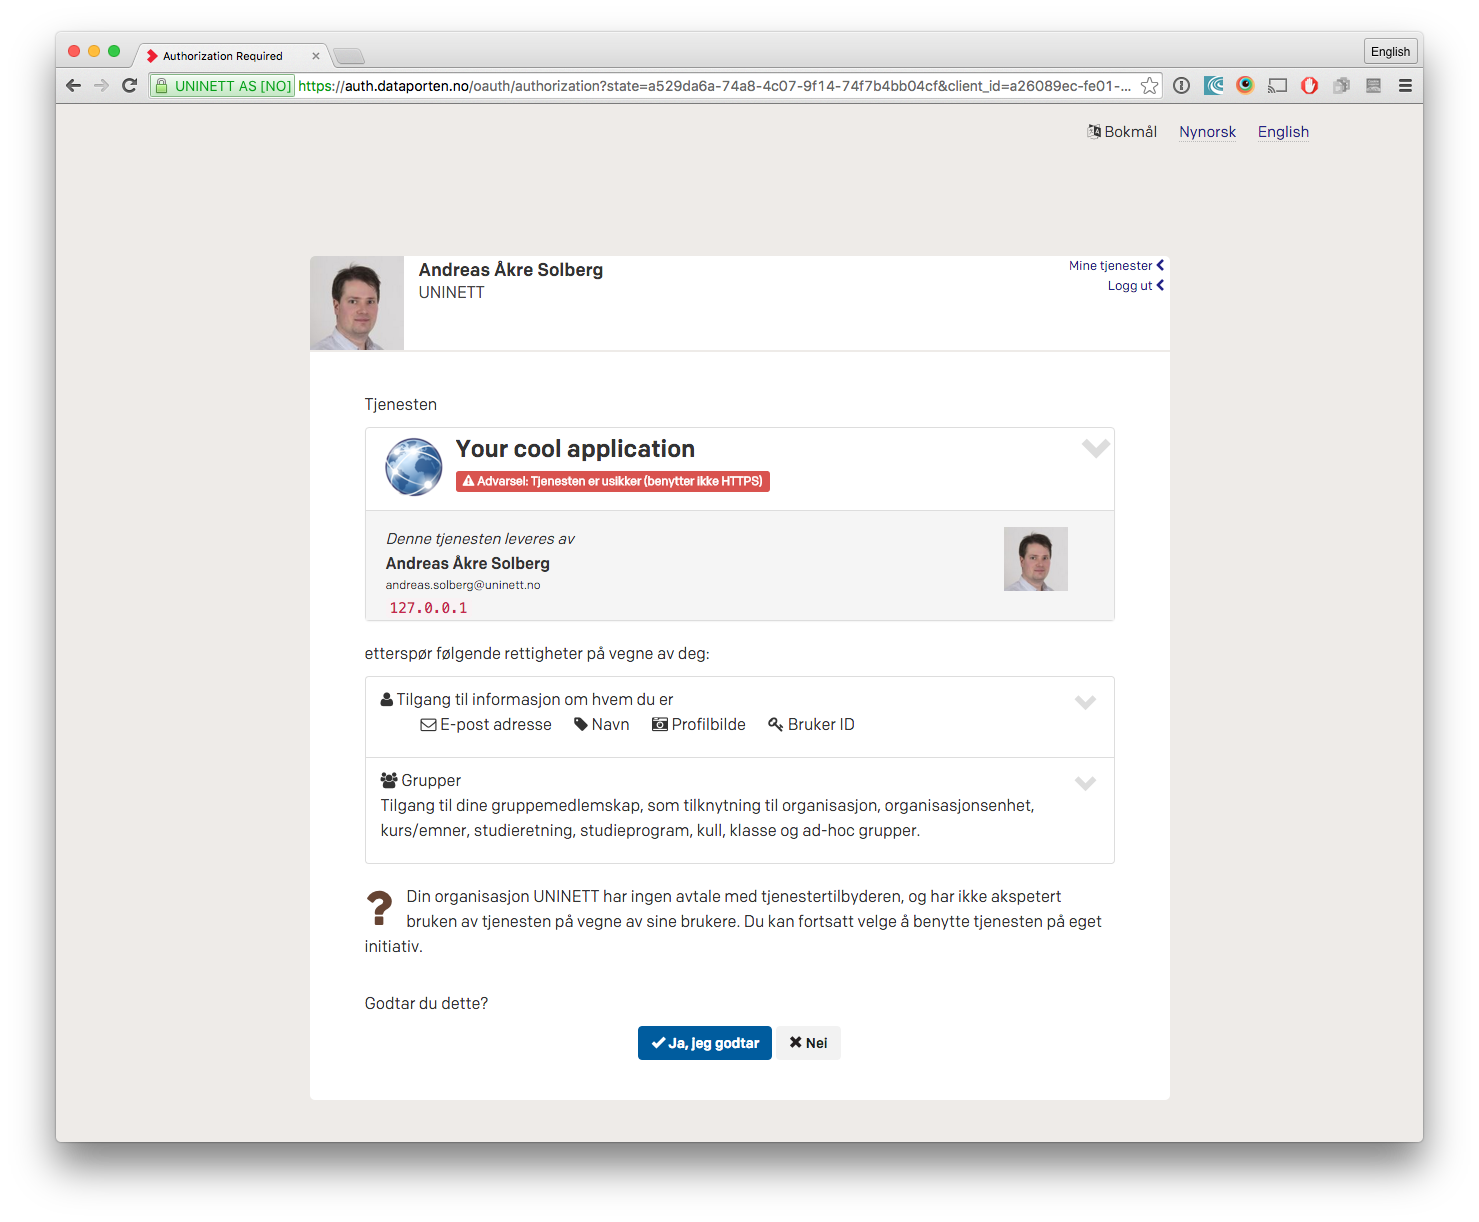 Authorization Required
English
UNINETT AS [NO] https://auth.dataporten.no/oauth/authorization?state=a529da6a-74a8-4c07-9f14-74f7b4bb04cf&client_id=a26089ec-fe01-...
Bokmål Nynorsk English
Andreas Åkre Solberg
UNINETT
Mine tjenester
Logg ut
Tjenesten
Your cool application
Advarsel: Tjenesten er usikker (benytter ikke HTTPS)
Denne tjenesten leveres av
Andreas Åkre Solberg
andreas.solberg@uninett.no
127.0.0.1
etterspør følgende rettigheter på vegne av deg:
Tilgang til informasjon om hvem du er
E-post adresse Navn Profilbilde Bruker ID
Grupper
Tilgang til dine gruppemedlemskap, som tilknytning til organisasjon, organisasjonsenhet,
kurs/emner, studieretning, studieprogram, kull, klasse og ad-hoc grupper.
Din organisasjon UNINETT har ingen avtale med tjenestertilbyderen, og har ikke akspetert
bruken av tjenesten på vegne av sine brukere. Du kan fortsatt velge å benytte tjenesten på eget
initiativ.
Godtar du dette?
Ja, jeg godtar Nei